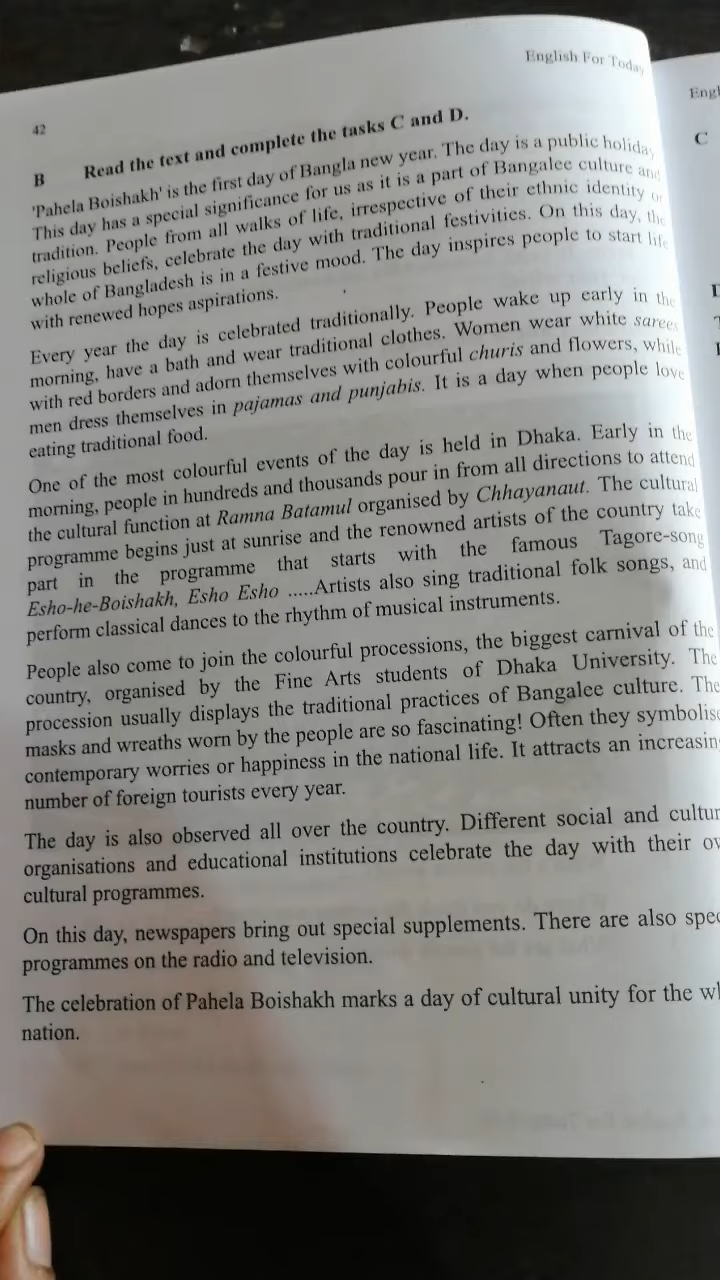 English For Today
42
B Read the text and complete the tasks C and D.
'Pahela Boishakh' is the first day of Bangla new year. The day is a public holiday
This day has a special significance for us as it is a part of Bangalee culture and
tradition. People from all walks of life, irrespective of their ethnic identity or
religious beliefs, celebrate the day with traditional festivities. On this day, the
whole of Bangladesh is in a festive mood. The day inspires people to start life
with renewed hopes aspirations.
Every year the day is celebrated traditionally. People wake up early in the
morning, have a bath and wear traditional clothes. Women wear white sarees
with red borders and adorn themselves with colourful churis and flowers, while
men dress themselves in pajamas and punjabis. It is a day when people love
eating traditional food.
One of the most colourful events of the day is held in Dhaka. Early in the
morning, people in hundreds and thousands pour in from all directions to attend
the cultural function at Ramna Batamul organised by Chhayanaut. The cultural
programme begins just at sunrise and the renowned artists of the country take
part in the programme that starts with the famous Tagore-song
Esho-he-Boishakh, Esho Esho .....Artists also sing traditional folk songs, and
perform classical dances to the rhythm of musical instruments.
People also come to join the colourful processions, the biggest carnival of the
country, organised by the Fine Arts students of Dhaka University. The
procession usually displays the traditional practices of Bangalee culture. The
masks and wreaths worn by the people are so fascinating! Often they symbolise
contemporary worries or happiness in the national life. It attracts an increasin
number of foreign tourists every year.
The day is also observed all over the country. Different social and cultur
organisations and educational institutions celebrate the day with their ow
cultural programmes.
On this day, newspapers bring out special supplements. There are also spec
programmes on the radio and television.
The celebration of Pahela Boishakh marks a day of cultural unity for the wh
nation.
Engl
C